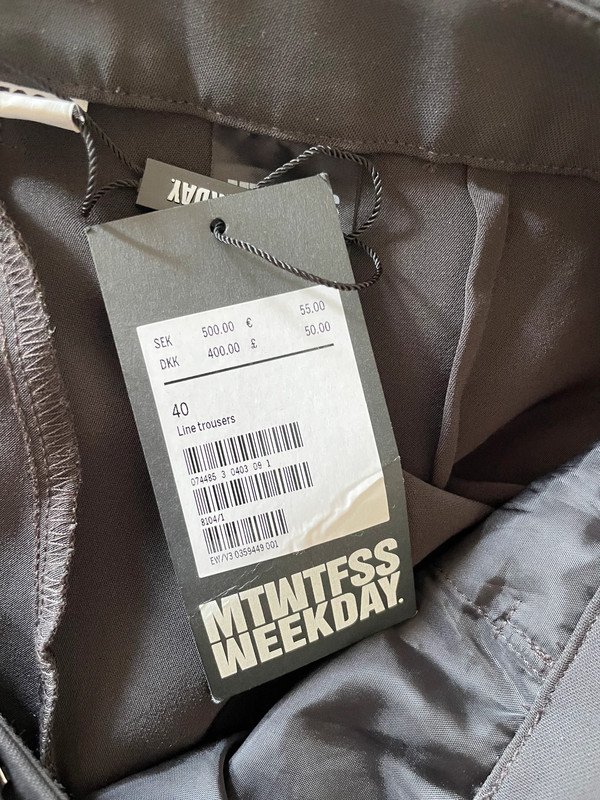 SEK 500.00 € 55.00
DKK 400.00 £ 50.00
40
Line trousers
074485 3 0403 09 1
8104/1
EW/V3 0359449 001
MTWTFSS
WEEKDAY.